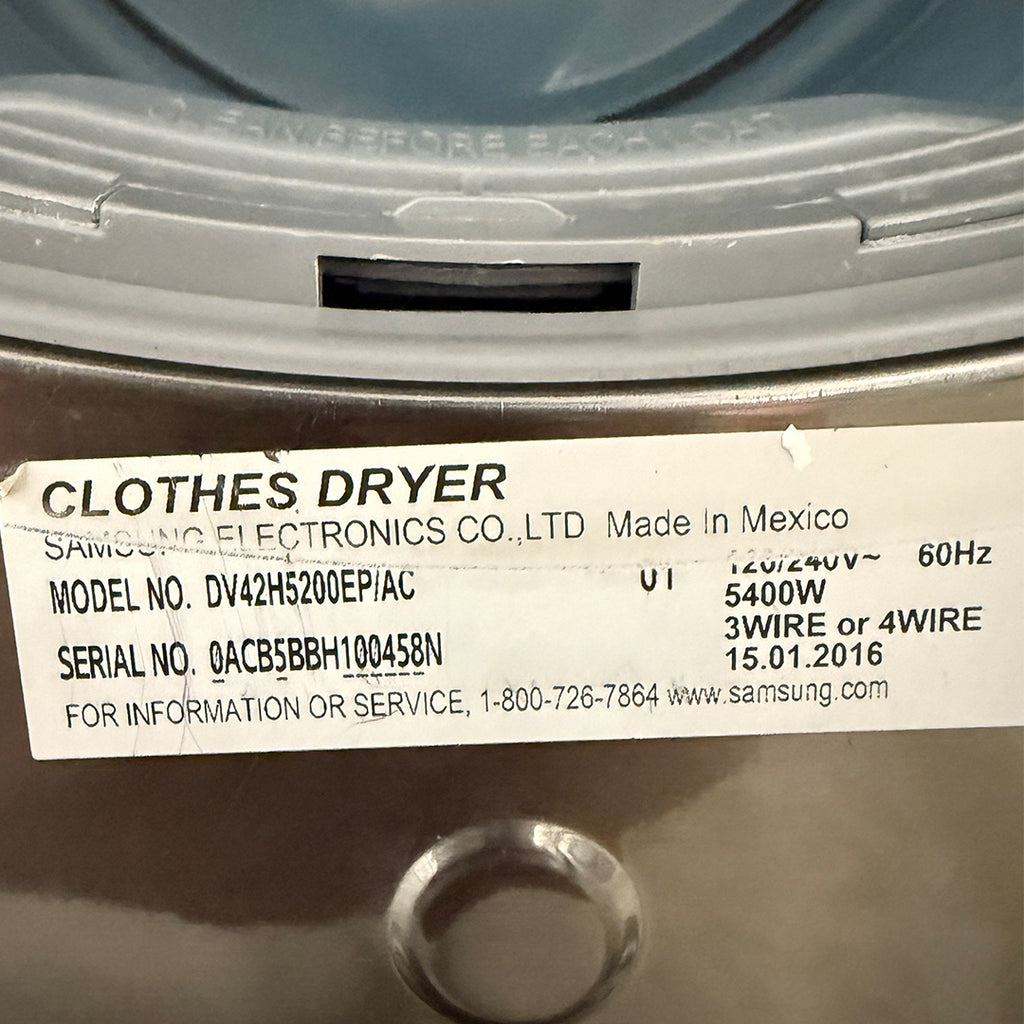 CLEAN BEFORE EACH LOAD
CLOTHES DRYER
SAMSUNG ELECTRONICS CO.,LTD Made In Mexico
MODEL NO. DV42H5200EP/AC 01 120/240V~ 60Hz
5400W
3WIRE or 4WIRE
SERIAL NO. 0ACB5BBH100458N 15.01.2016
FOR INFORMATION OR SERVICE, 1-800-726-7864 www.samsung.com